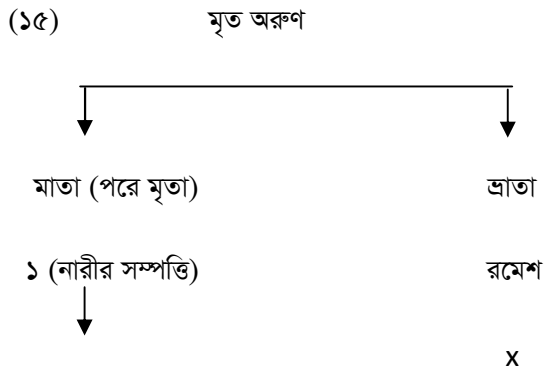 (১৫) মৃত অরুণ
মাতা (পরে মৃতা) ভ্রাতা
১ (নারীর সম্পত্তি) রমেশ
x